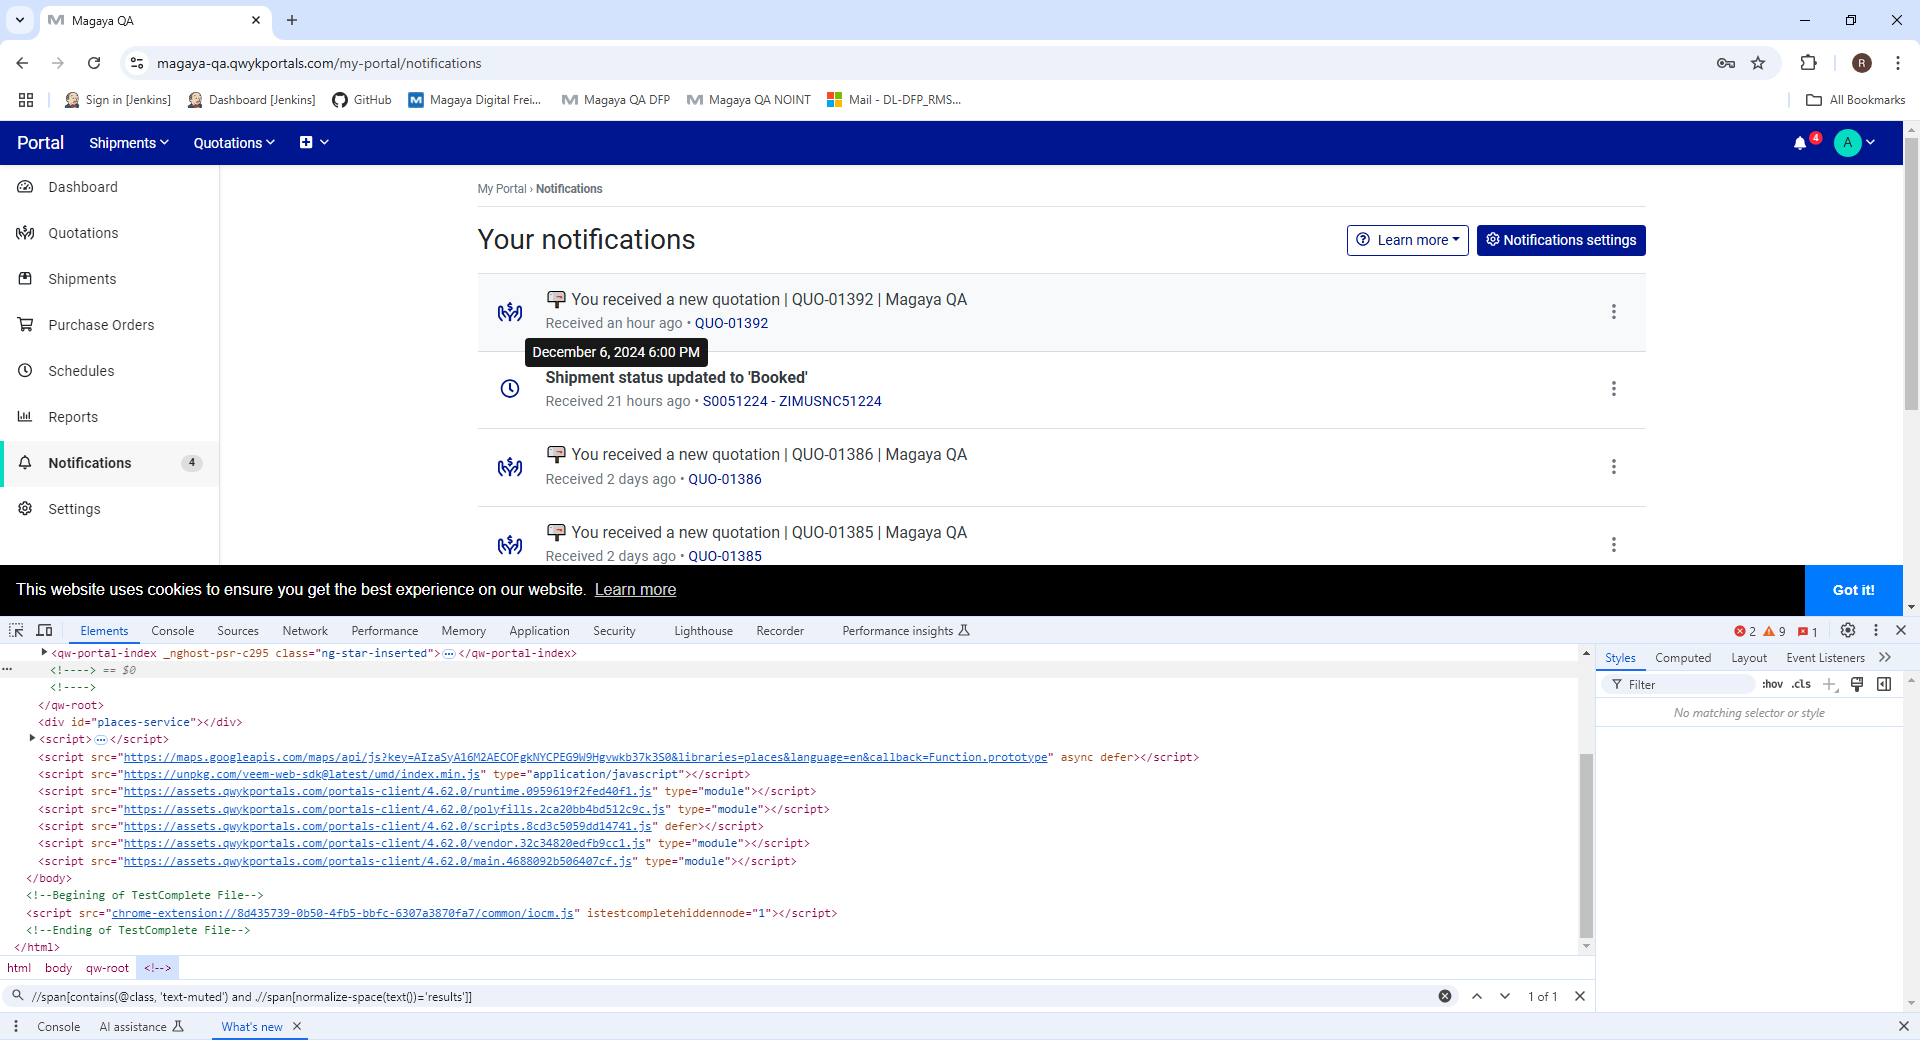 Magaya QA
magaya-qa.qwykportals.com/my-portal/notifications
R
Sign in [Jenkins]
Dashboard [Jenkins]
GitHub
Magaya Digital Frei...
Magaya QA DFP
Magaya QA NOINT
Mail - DL-DFP_RMS...
All Bookmarks
Portal
Shipments
Quotations
4
A
Dashboard
Quotations
Shipments
Purchase Orders
Schedules
Reports
Notifications
4
Settings
My Portal › Notifications
Your notifications
Learn more
Notifications settings
You received a new quotation | QUO-01392 | Magaya QA
Received an hour ago • QUO-01392
December 6, 2024 6:00 PM
Shipment status updated to 'Booked'
Received 21 hours ago • S0051224 - ZIMUSNC51224
You received a new quotation | QUO-01386 | Magaya QA
Received 2 days ago • QUO-01386
You received a new quotation | QUO-01385 | Magaya QA
Received 2 days ago • QUO-01385
This website uses cookies to ensure you get the best experience on our website. Learn more
Got it!
Elements
Console
Sources
Network
Performance
Memory
Application
Security
Lighthouse
Recorder
Performance insights
2
9
1
<qw-portal-index _nghost-psr-c295 class="ng-star-inserted">…</qw-portal-index>
<!----> == $0
<!---->
</qw-root>
<div id="places-service"></div>
<script>…</script>
<script src="https://maps.googleapis.com/maps/api/js?key=AIzaSyA16M2AECOFgkNYCPEG9W9Hgvwkb37k3S0&libraries=places&language=en&callback=Function.prototype" async defer></script>
<script src="https://unpkg.com/veem-web-sdk@latest/umd/index.min.js" type="application/javascript"></script>
<script src="https://assets.qwykportals.com/portals-client/4.62.0/runtime.0959619f2fed40f1.js" type="module"></script>
<script src="https://assets.qwykportals.com/portals-client/4.62.0/polyfills.2ca20bb4bd512c9c.js" type="module"></script>
<script src="https://assets.qwykportals.com/portals-client/4.62.0/scripts.8cd3c5059dd14741.js" defer></script>
<script src="https://assets.qwykportals.com/portals-client/4.62.0/vendor.32c34820edfb9cc1.js" type="module"></script>
<script src="https://assets.qwykportals.com/portals-client/4.62.0/main.4688092b506407cf.js" type="module"></script>
</body>
<!--Begining of TestComplete File-->
<script src="chrome-extension://8d435739-0b50-4fb5-bbfc-6307a3870fa7/common/iocm.js" istestcompletehiddennode="1"></script>
<!--Ending of TestComplete File-->
</html>
html
body
qw-root
<!-->
//span[contains(@class, 'text-muted') and .//span[normalize-space(text())='results']]
1 of 1
Styles
Computed
Layout
Event Listeners
Filter
:hov
.cls
No matching selector or style
Console
AI assistance
What's new